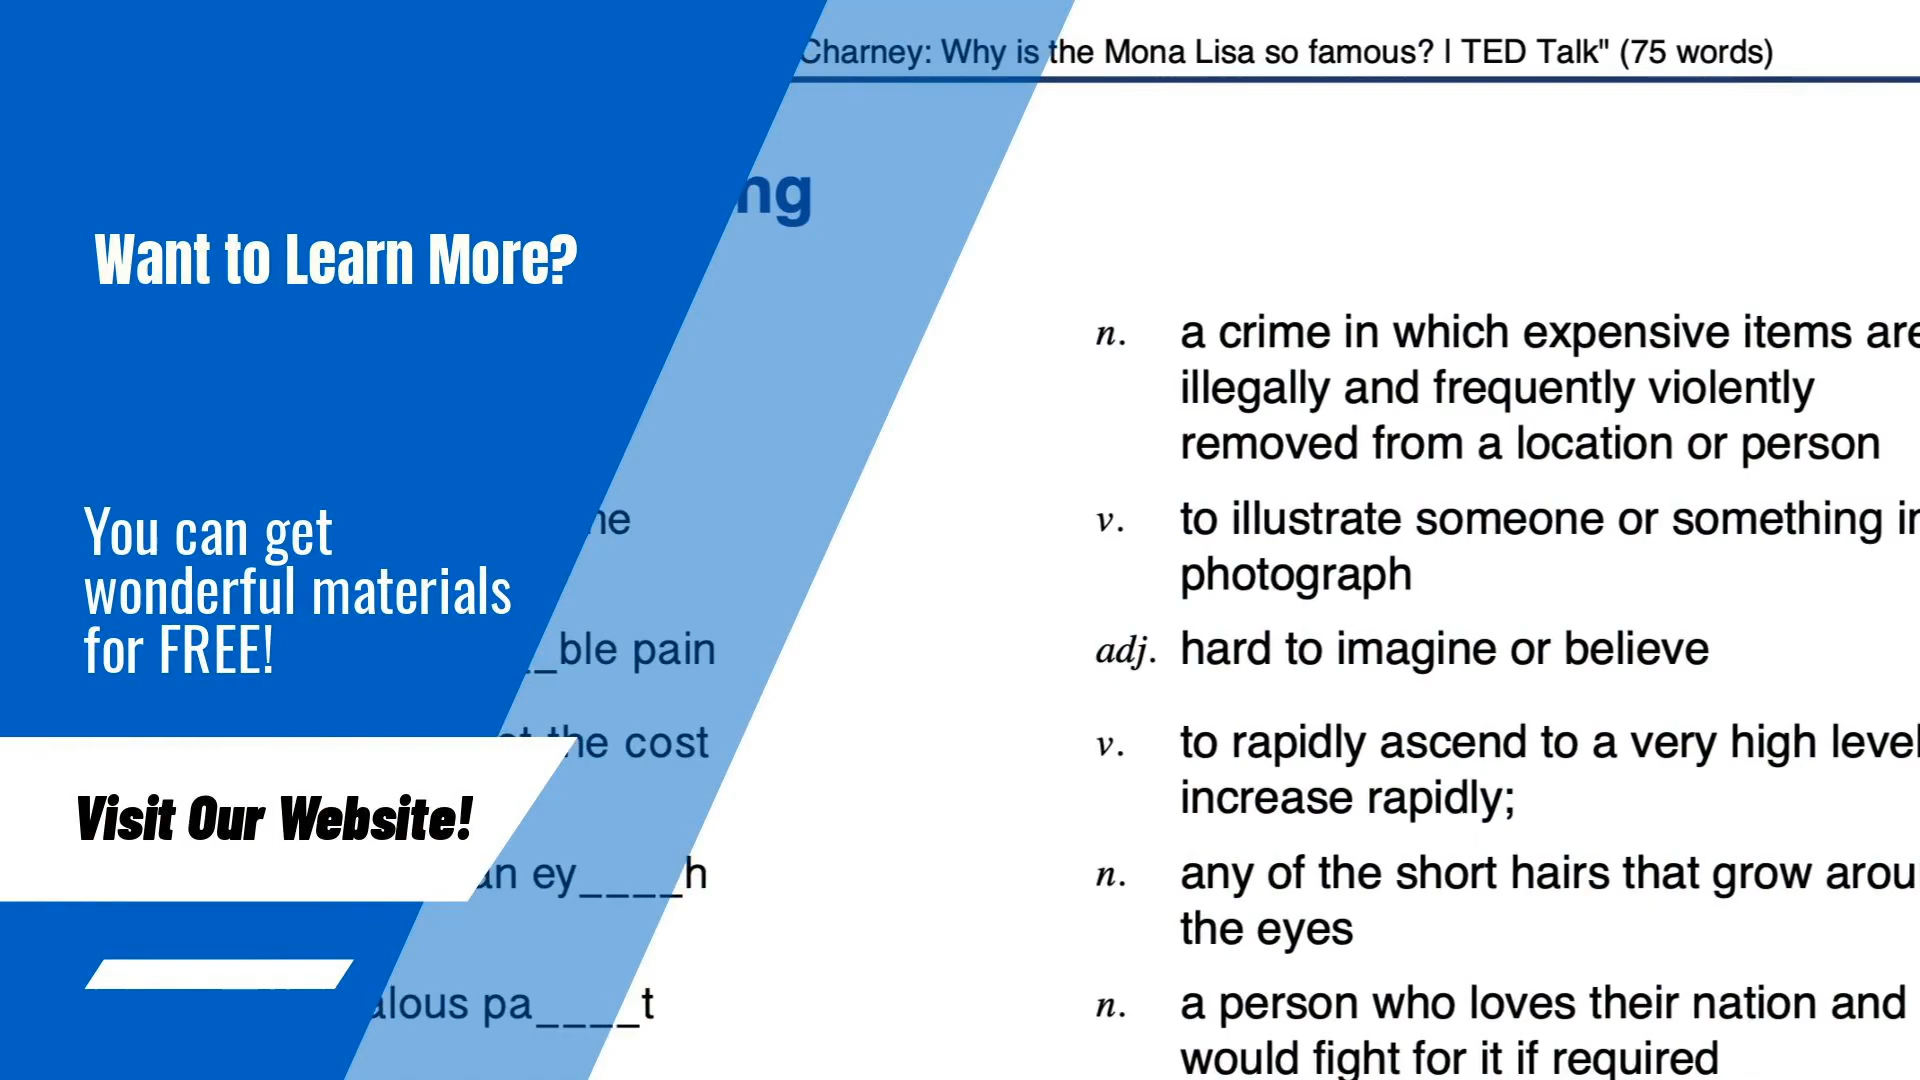 Charney: Why is the Mona Lisa so famous? | TED Talk" (75 words)
ng
Want to Learn More?
You can get
wonderful materials
for FREE!
Visit Our Website!
n. a crime in which expensive items are
illegally and frequently violently
removed from a location or person
v. to illustrate someone or something in
photograph
_ble pain
adj. hard to imagine or believe
the cost
v. to rapidly ascend to a very high level
increase rapidly;
an ey____h
n. any of the short hairs that grow arou
the eyes
alous pa____t
n. a person who loves their nation and
would fight for it if required